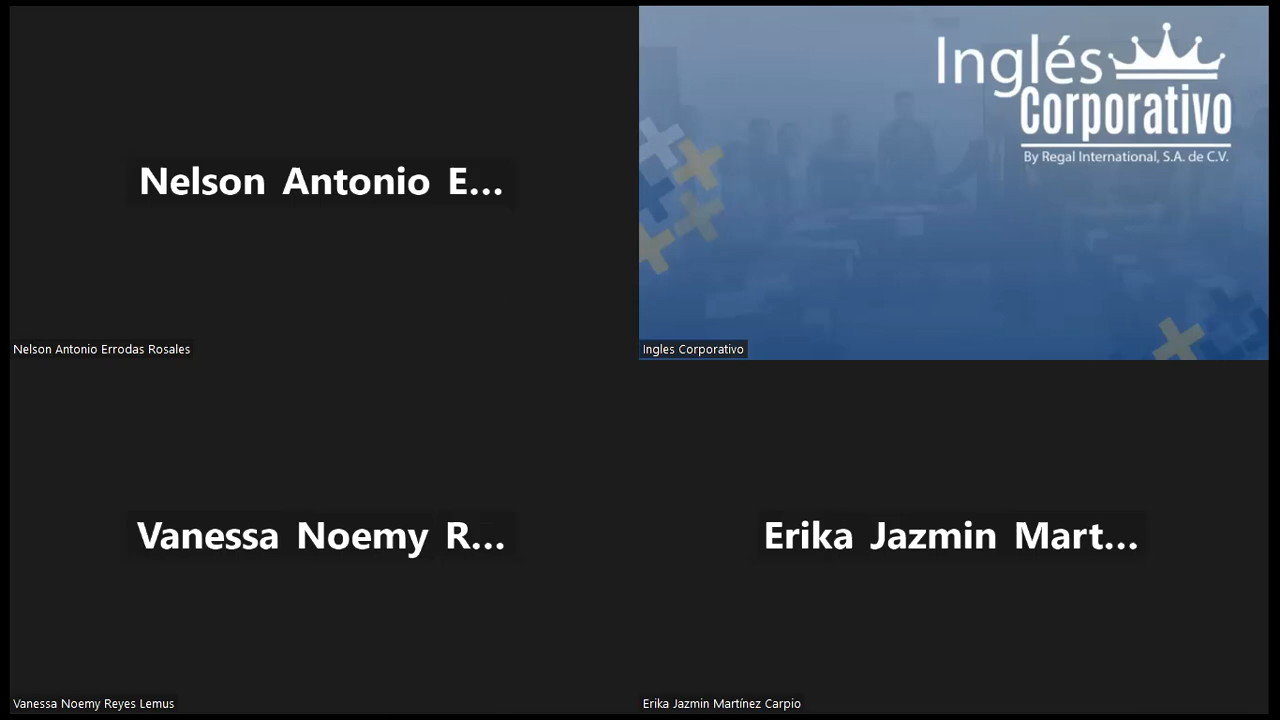 Nelson Antonio E...
Nelson Antonio Errodas Rosales
Inglés
Corporativo
By Regal International, S.A. de C.V.
Ingles Corporativo
Vanessa Noemy R...
Vanessa Noemy Reyes Lemus
Erika Jazmin Mart...
Erika Jazmin Martínez Carpio